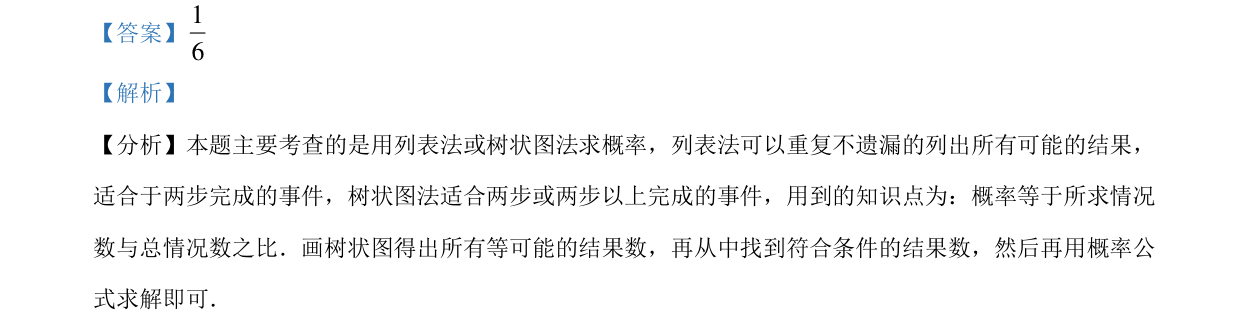 【答案】1/6
【解析】
【分析】本题主要考查的是用列表法或树状图法求概率，列表法可以重复不遗漏的列出所有可能的结果，
适合于两步完成的事件，树状图法适合两步或两步以上完成的事件，用到的知识点为：概率等于所求情况
数与总情况数之比．画树状图得出所有等可能的结果数，再从中找到符合条件的结果数，然后再用概率公
式求解即可．